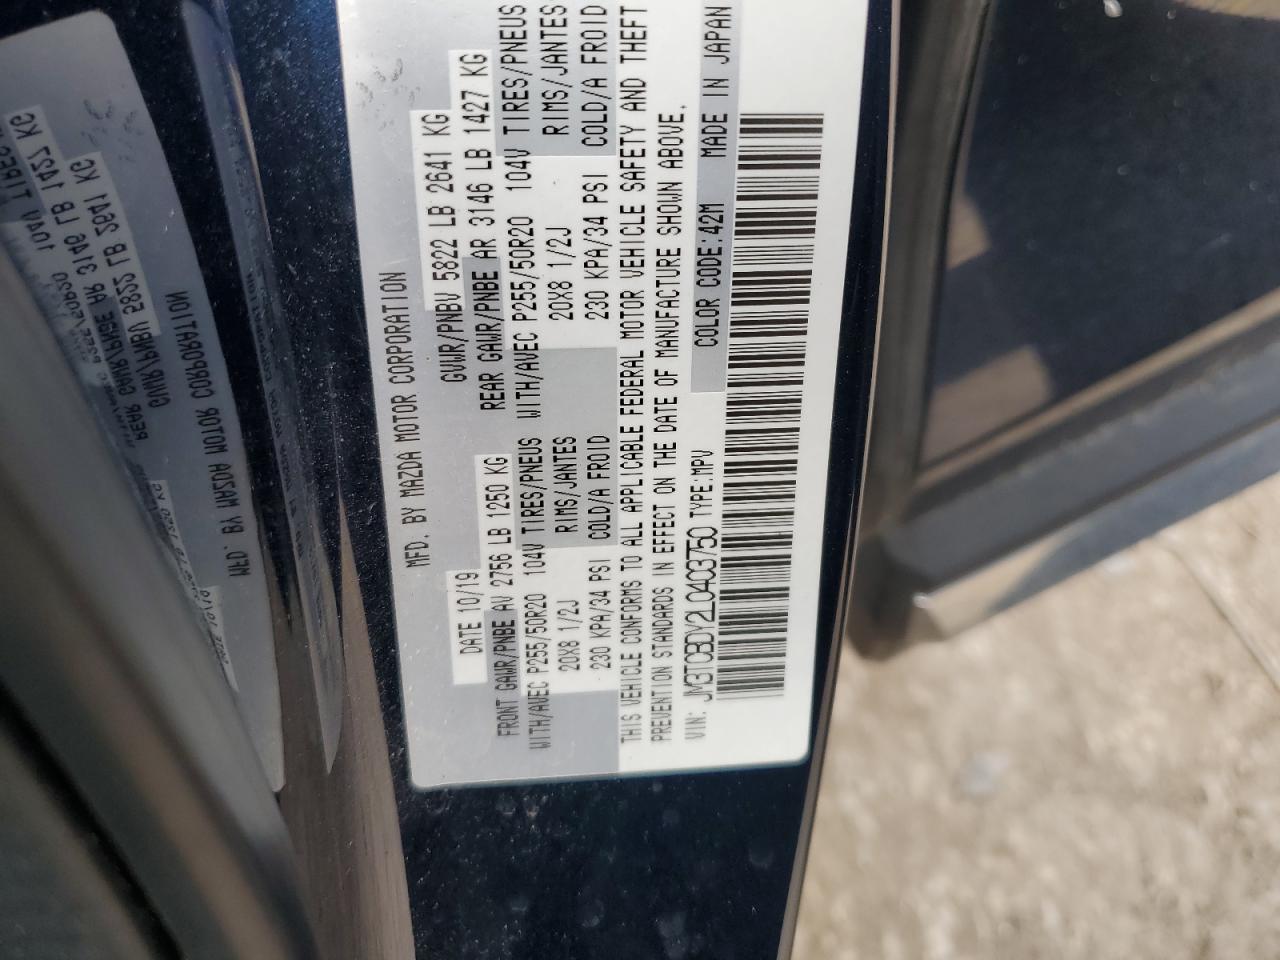 MFD. BY MAZDA MOTOR CORPORATION
DATE 10/19 GVWR/PNBV 5822 LB 2641 KG
FRONT GAWR/PNBE AV 2756 LB 1250 KG REAR GAWR/PNBE AR 3146 LB 1427 KG
WITH/AVEC P255/50R20 104V TIRES/PNEUS WITH/AVEC P255/50R20 104V TIRES/PNEUS
20X8 1/2J RIMS/JANTES 20X8 1/2J RIMS/JANTES
230 KPA/34 PSI COLD/A FROID 230 KPA/34 PSI COLD/A FROID
THIS VEHICLE CONFORMS TO ALL APPLICABLE FEDERAL MOTOR VEHICLE SAFETY AND THEFT
PREVENTION STANDARDS IN EFFECT ON THE DATE OF MANUFACTURE SHOWN ABOVE.
VIN: JM3TCBDY2L0403750 TYPE:MPV COLOR CODE:42M MADE IN JAPAN